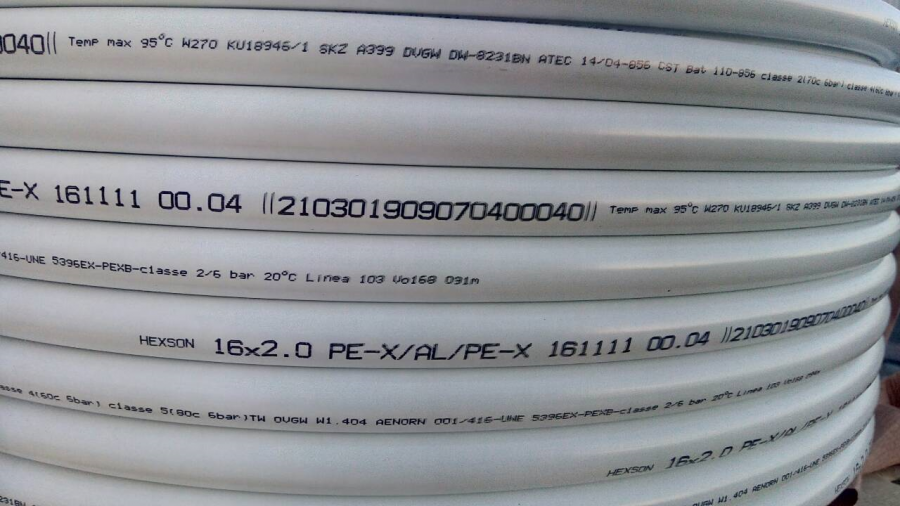 0040|| Temp max 95°C W270 KU18946/1 SKZ A399 DVGW DW-8231BN ATEC 14/D4-856 CST Bat 110-856 classe 2(70c 6bar)
E-X 161111 00.04 ||210301909070400040|| Temp max 95°C W270 KU18946/1 SKZ A399 DVGW
/416-UNE 5396EX-PEXB-classe 2/6 bar 20°C Linea 103 Vo168 091m
HEXSON 16x2.0 PE-X/AL/PE-X 161111 00.04 ||210301909070400040||
sse 4(60c 6bar) classe 5(80c 6bar)TW DVGW W1.404 AENORN 001/416-UNE 5396EX-PEXB-classe 2/6 bar 20°C Linea 103
HEXSON 16x2.0 PE-X/AL/PE-X
8231BN
DVGW W1.404 AENORN 001/416-UNE